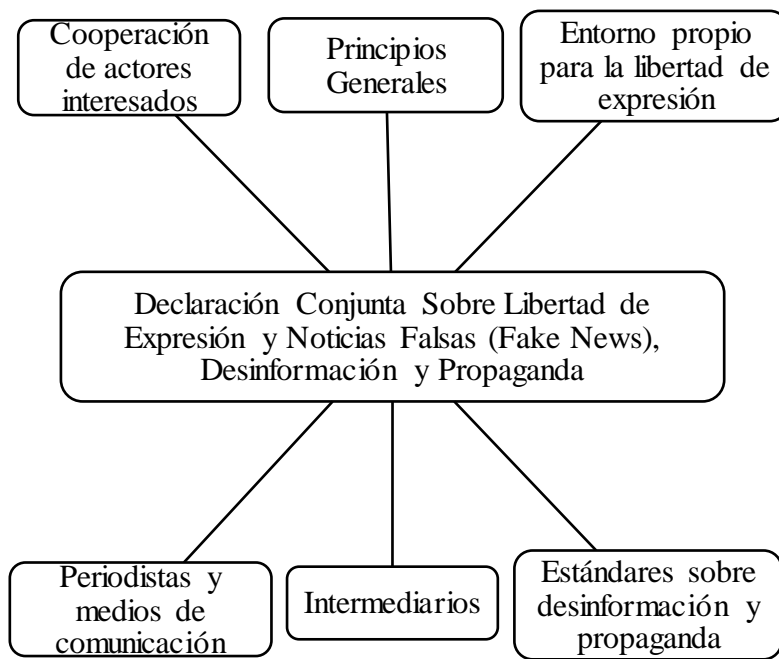 Cooperación
de actores
interesados
Principios
Generales
Entorno propio
para la libertad de
expresión
Declaración Conjunta Sobre Libertad de
Expresión y Noticias Falsas (Fake News),
Desinformación y Propaganda
Periodistas y
medios de
comunicación
Intermediarios
Estándares sobre
desinformación y
propaganda